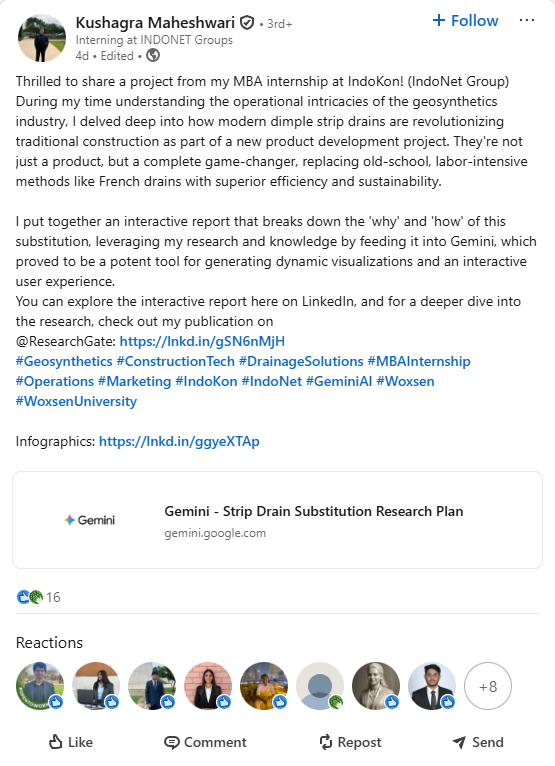 Kushagra Maheshwari • 3rd+
+ Follow ...
Interning at INDONET Groups
4d • Edited •
Thrilled to share a project from my MBA internship at IndoKon! (IndoNet Group)
During my time understanding the operational intricacies of the geosynthetics
industry, I delved deep into how modern dimple strip drains are revolutionizing
traditional construction as part of a new product development project. They're not
just a product, but a complete game-changer, replacing old-school, labor-intensive
methods like French drains with superior efficiency and sustainability.
I put together an interactive report that breaks down the 'why' and 'how' of this
substitution, leveraging my research and knowledge by feeding it into Gemini, which
proved to be a potent tool for generating dynamic visualizations and an interactive
user experience.
You can explore the interactive report here on LinkedIn, and for a deeper dive into
the research, check out my publication on
@ResearchGate: https://lnkd.in/gSN6nMjH
#Geosynthetics #ConstructionTech #DrainageSolutions #MBAInternship
#Operations #Marketing #IndoKon #IndoNet #GeminiAI #Woxsen
#WoxsenUniversity
Infographics: https://lnkd.in/ggyeXTAp
Gemini
Gemini - Strip Drain Substitution Research Plan
gemini.google.com
16
Reactions
+8
Like Comment Repost Send